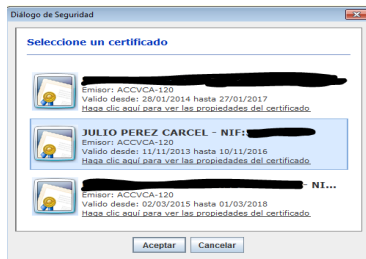 Diálogo de Seguridad
Seleccione un certificado
Emisor: ACCVCA-120
Valido desde: 28/01/2014 hasta 27/01/2017
Haga clic aquí para ver las propiedades del certificado
JULIO PEREZ CARCEL - NIF:
Emisor: ACCVCA-120
Valido desde: 11/11/2013 hasta 10/11/2016
Haga clic aquí para ver las propiedades del certificado
- NI...
Emisor: ACCVCA-120
Valido desde: 02/03/2015 hasta 01/03/2018
Haga clic aquí para ver las propiedades del certificado
Aceptar Cancelar